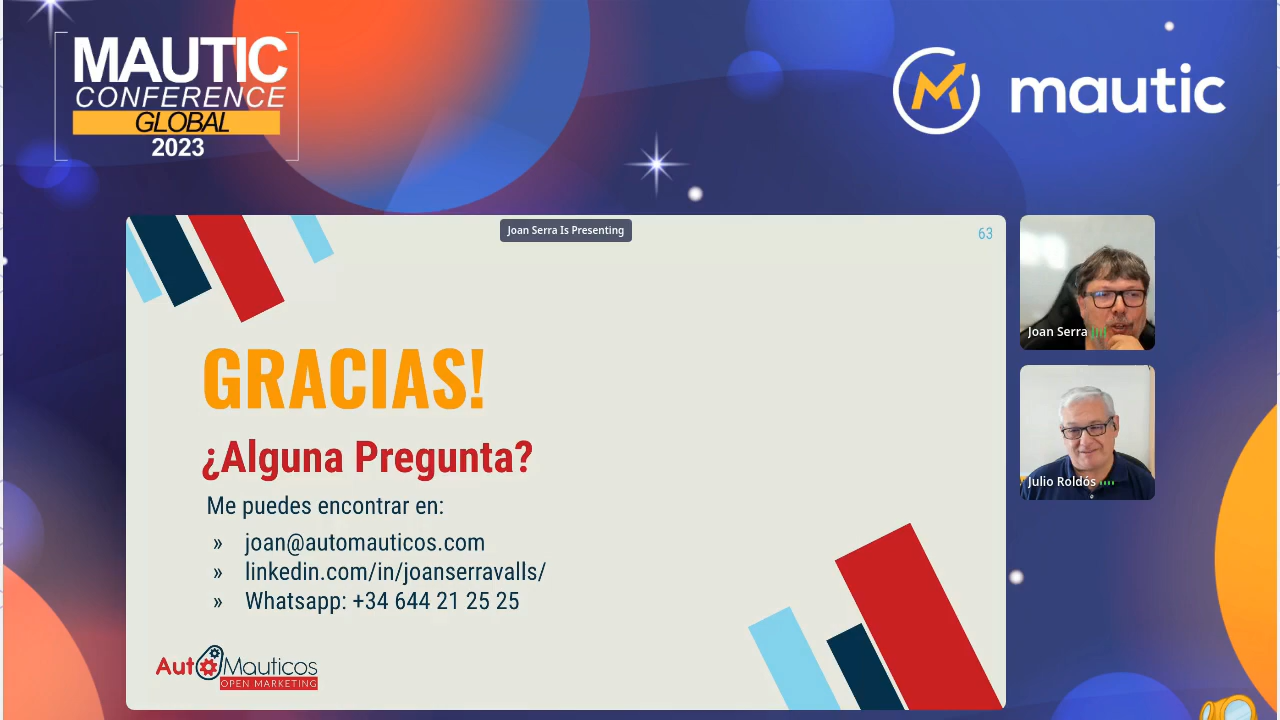 MAUTIC
CONFERENCE
GLOBAL
2023
mautic
Joan Serra Is Presenting
63
GRACIAS!
¿Alguna Pregunta?
Me puedes encontrar en:
» joan@automauticos.com
» linkedin.com/in/joanserravalls/
» Whatsapp: +34 644 21 25 25
AutoMauticos
OPEN MARKETING
Joan Serra
Julio Roldós